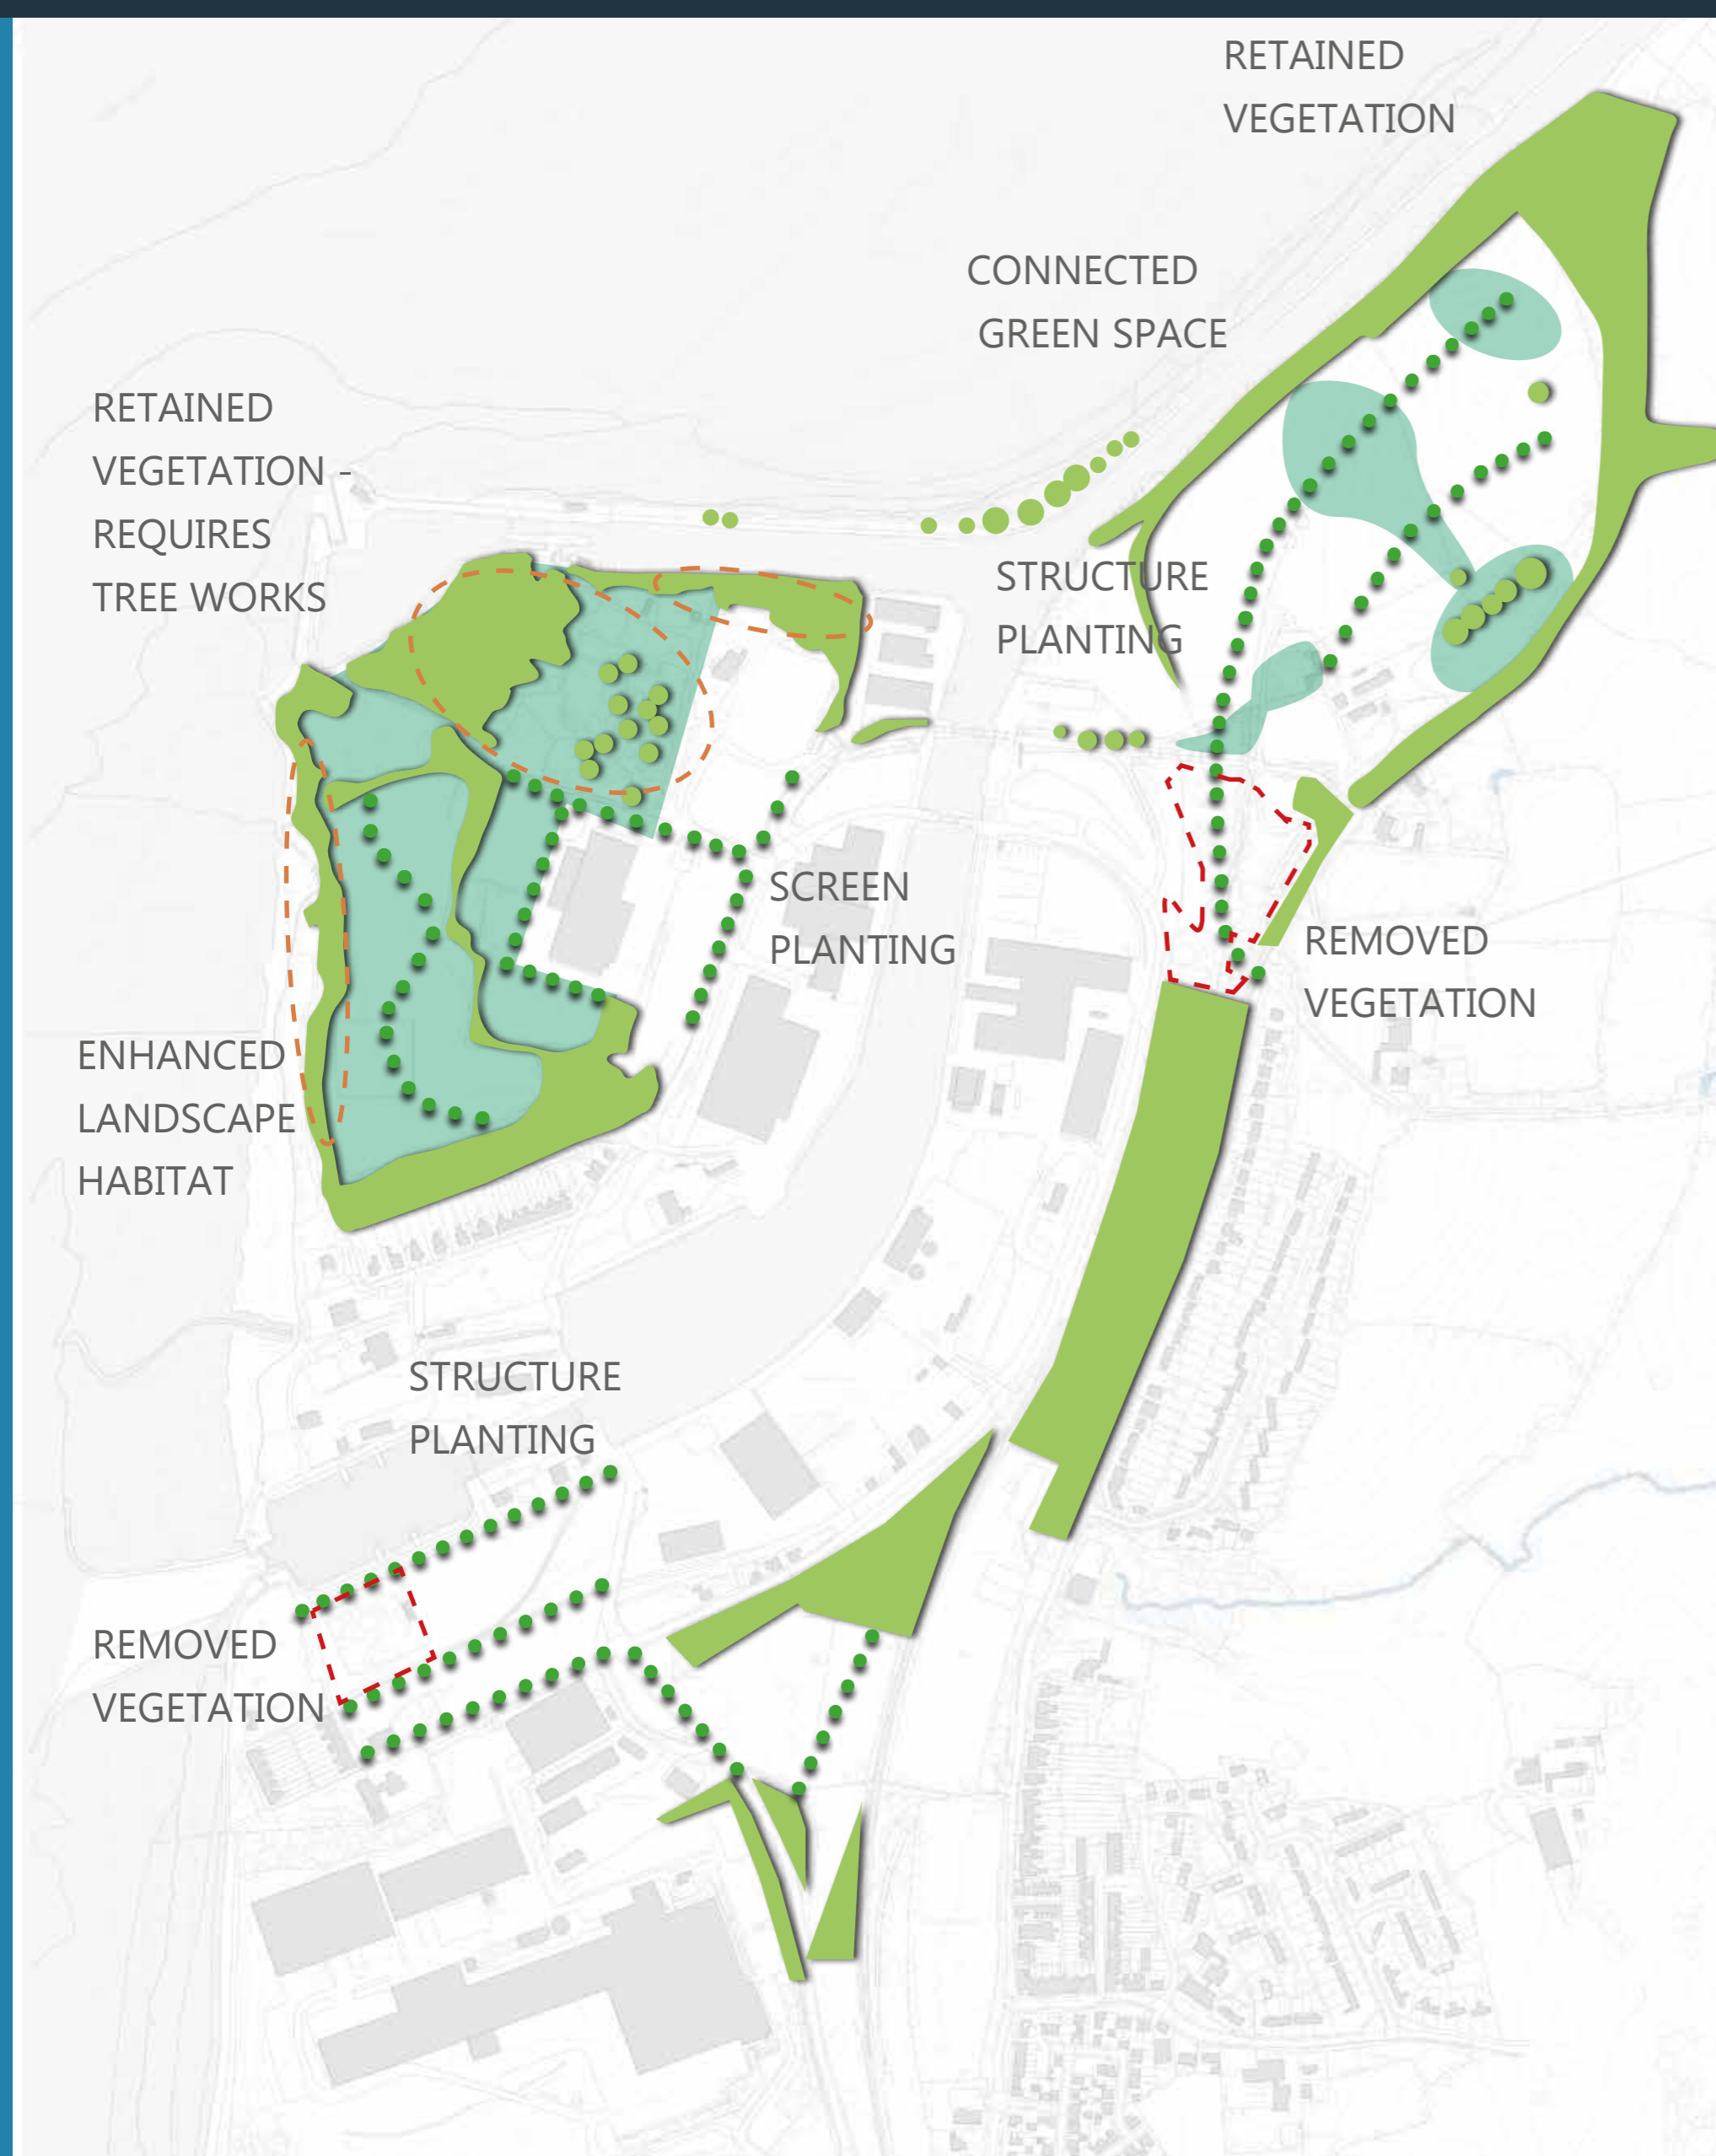 RETAINED
VEGETATION
CONNECTED
GREEN SPACE
RETAINED
VEGETATION -
REQUIRES
TREE WORKS
STRUCTURE
PLANTING
SCREEN
PLANTING
REMOVED
VEGETATION
ENHANCED
LANDSCAPE
HABITAT
STRUCTURE
PLANTING
REMOVED
VEGETATION